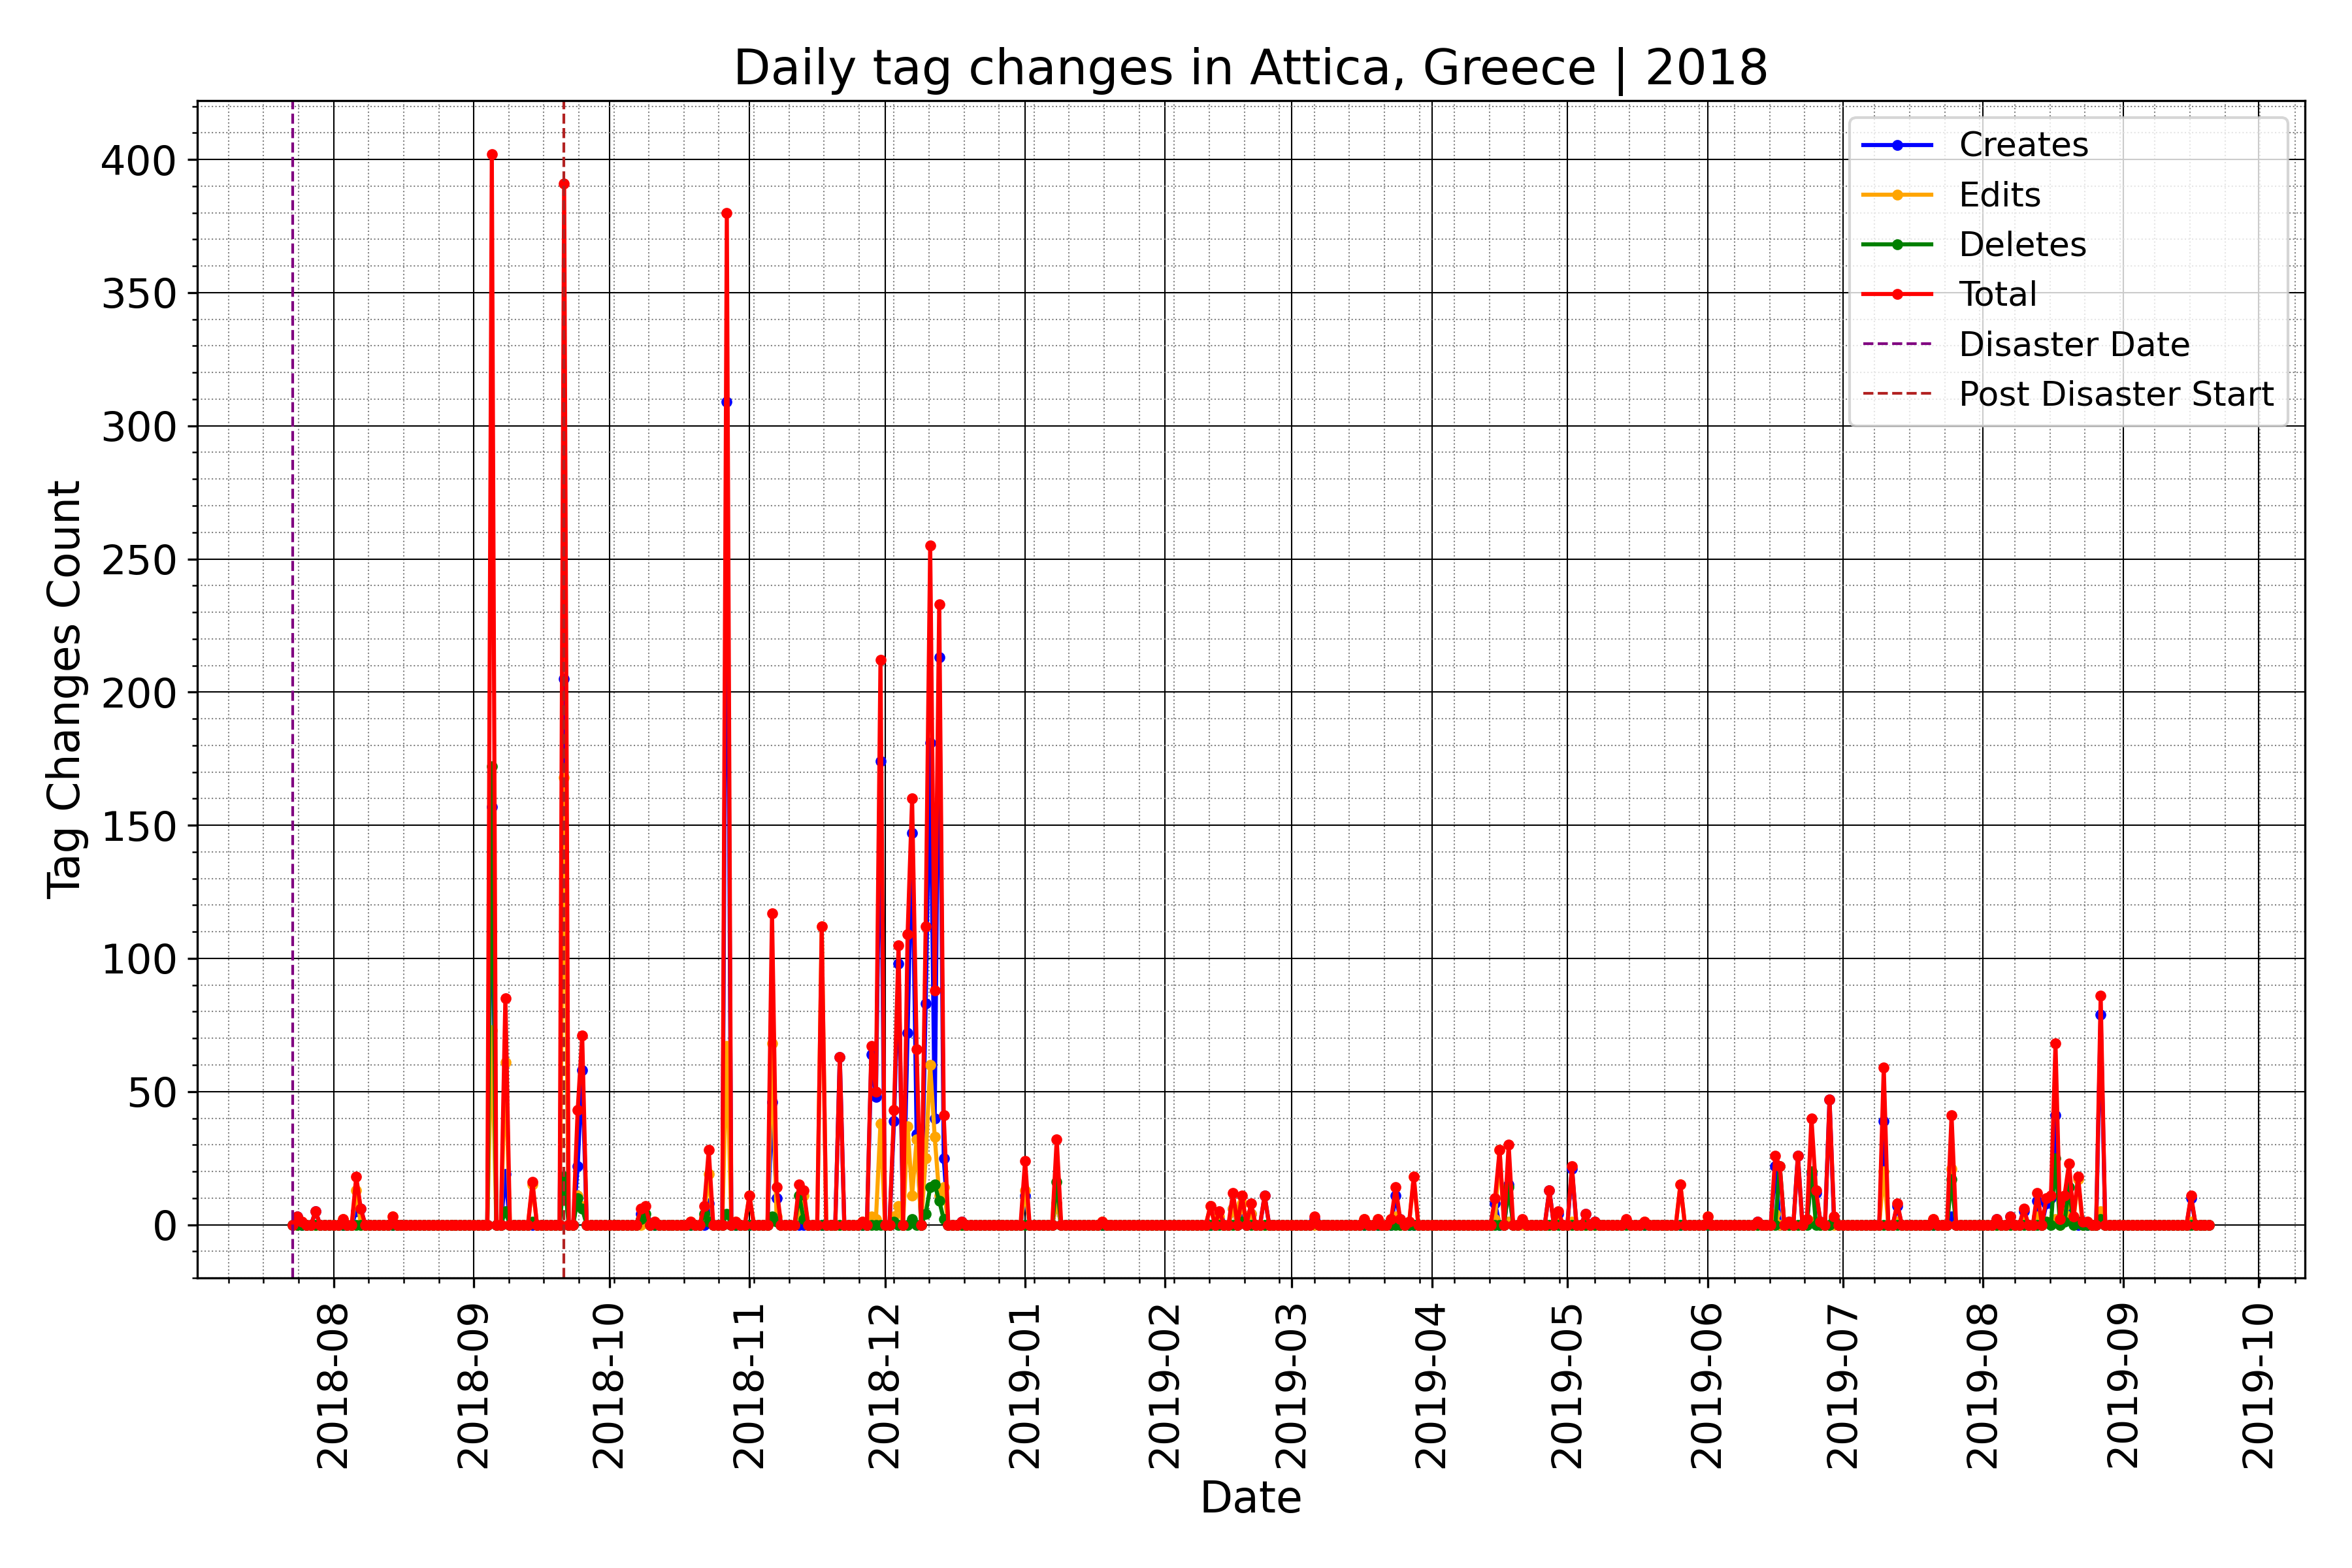 Daily tag changes in Attica, Greece | 2018
Tag Changes Count
400
350
300
250
200
150
100
50
0
Creates
Edits
Deletes
Total
Disaster Date
Post Disaster Start
2018-08
2018-09
2018-10
2018-11
2018-12
2019-01
2019-02
2019-03
2019-04
2019-05
2019-06
2019-07
2019-08
2019-09
2019-10
Date